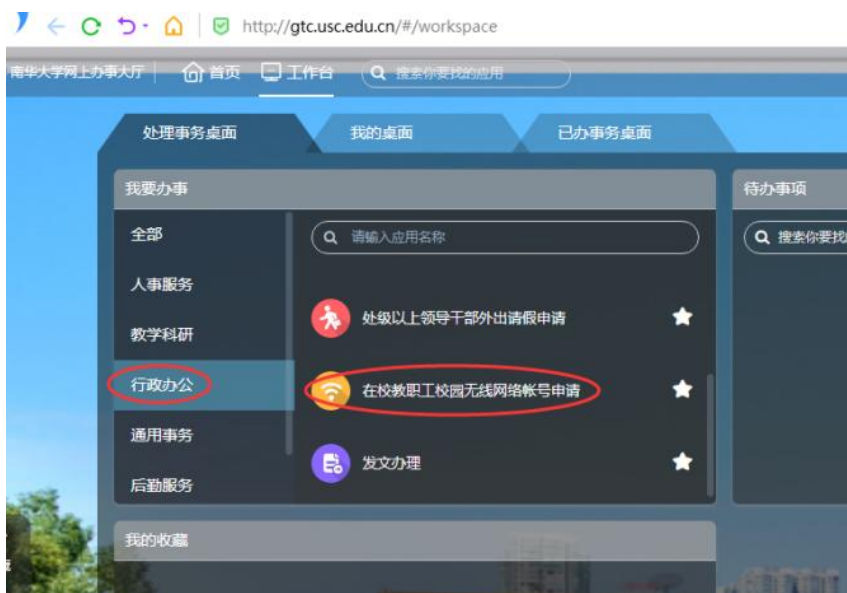 http://gtc.usc.edu.cn/#/workspace
南华大学网上办事大厅 首页 工作台 搜索你要找的应用
处理事务桌面 我的桌面 已办事务桌面
我要办事
全部
人事服务
教学科研
行政办公
通用事务
后勤服务
请输入应用名称
处级以上领导干部外出请假申请
在校教职工校园无线网络帐号申请
发文办理
待办事项
搜索你要找
我的收藏